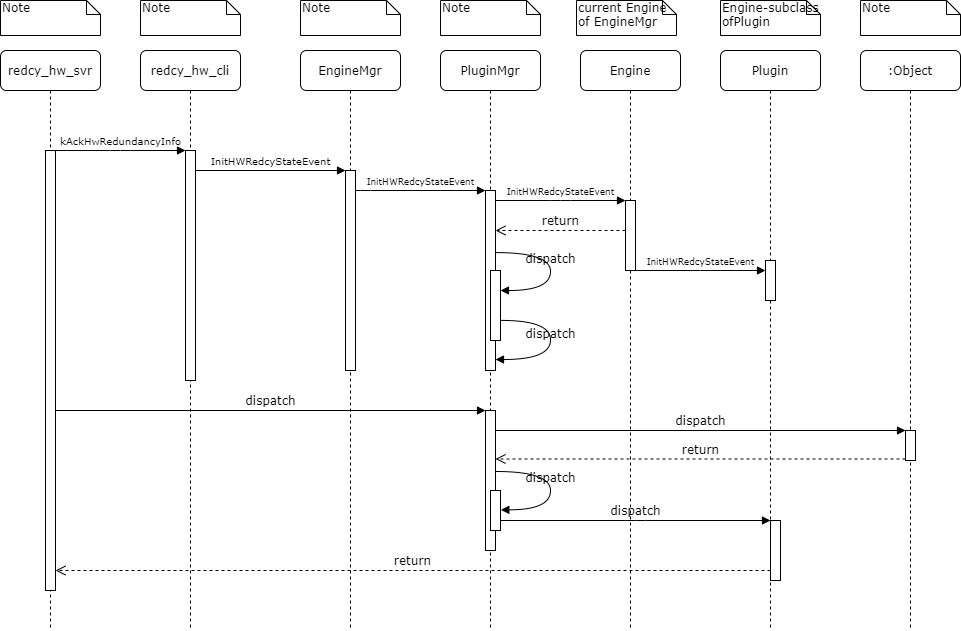 Note
Note
Note
Note
current Engine
of EngineMgr
Engine-subclass
ofPlugin
Note
redcy_hw_svr
redcy_hw_cli
EngineMgr
PluginMgr
Engine
Plugin
:Object
kAckHwRedundancyInfo
InitHWRedcyStateEvent
InitHWRedcyStateEvent
InitHWRedcyStateEvent
return
dispatch
InitHWRedcyStateEvent
dispatch
dispatch
dispatch
return
dispatch
dispatch
return